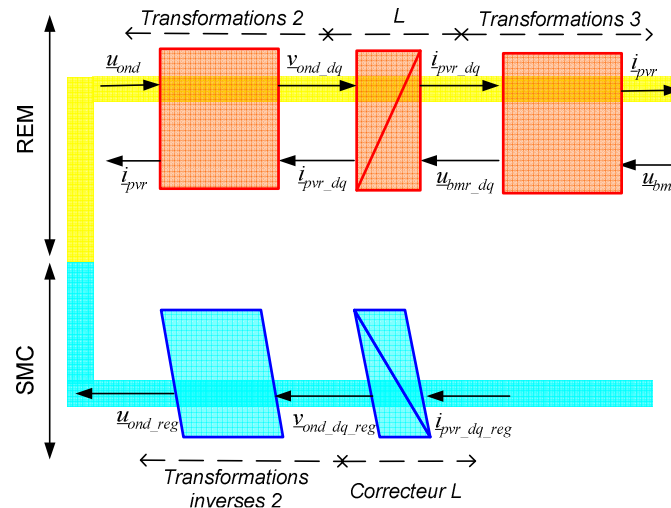 Transformations 2
L
Transformations 3
u_ond
v_ond_dq
i_pvr_dq
i_pvr
REM
i_pvr
i_pvr_dq
u_bmr_dq
u_bm
SMC
u_ond_reg
v_ond_dq_reg
i_pvr_dq_reg
Transformations
inverses 2
Correcteur L